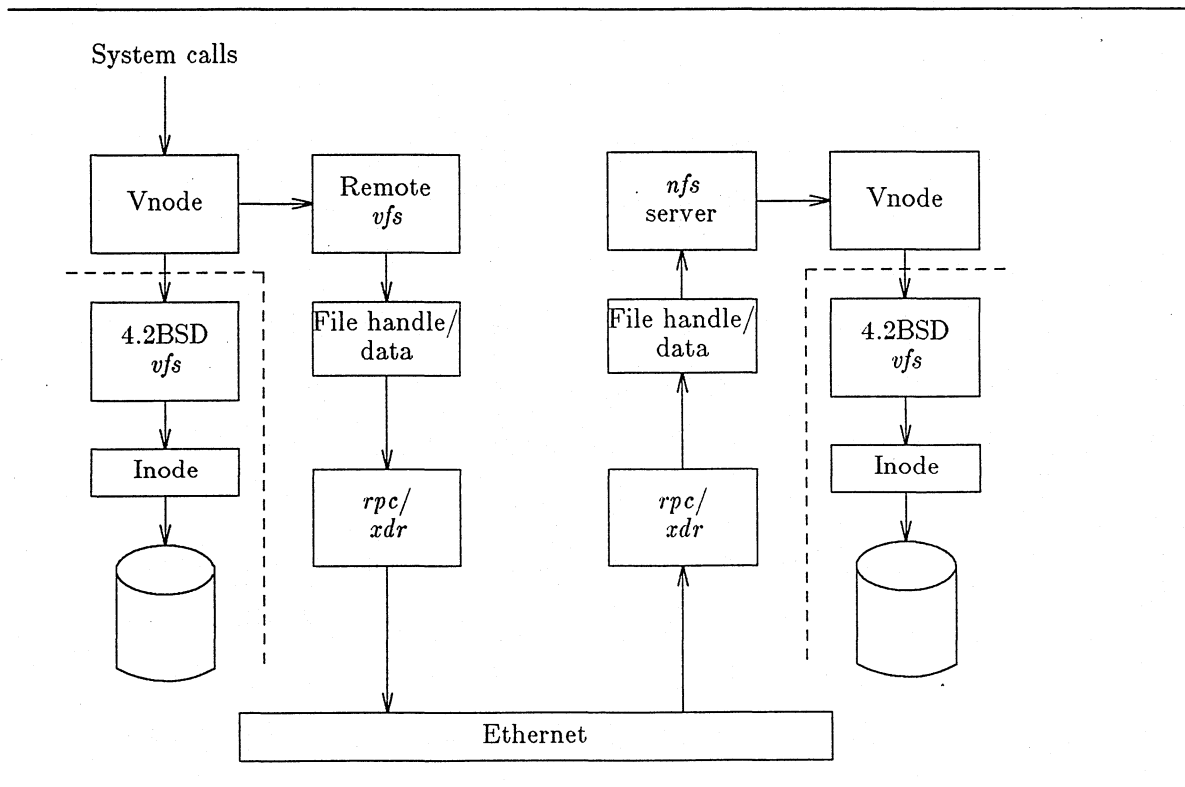 System calls
Vnode
Remote
vfs
nfs
server
Vnode
4.2BSD
vfs
File handle/
data
File handle/
data
4.2BSD
vfs
Inode
rpc/
xdr
rpc/
xdr
Inode
Ethernet